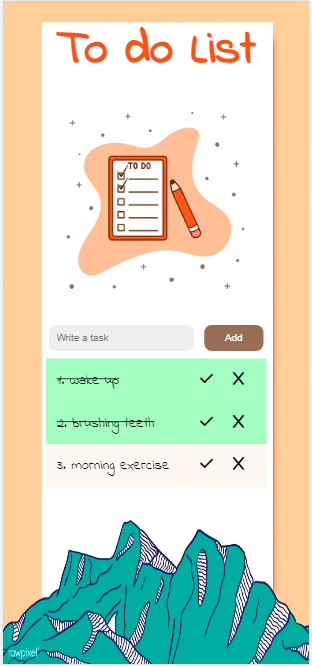 To do List
TO DO
Write a task
Add
1. wake up
2. brushing teeth
3. morning exercise
rawpixel